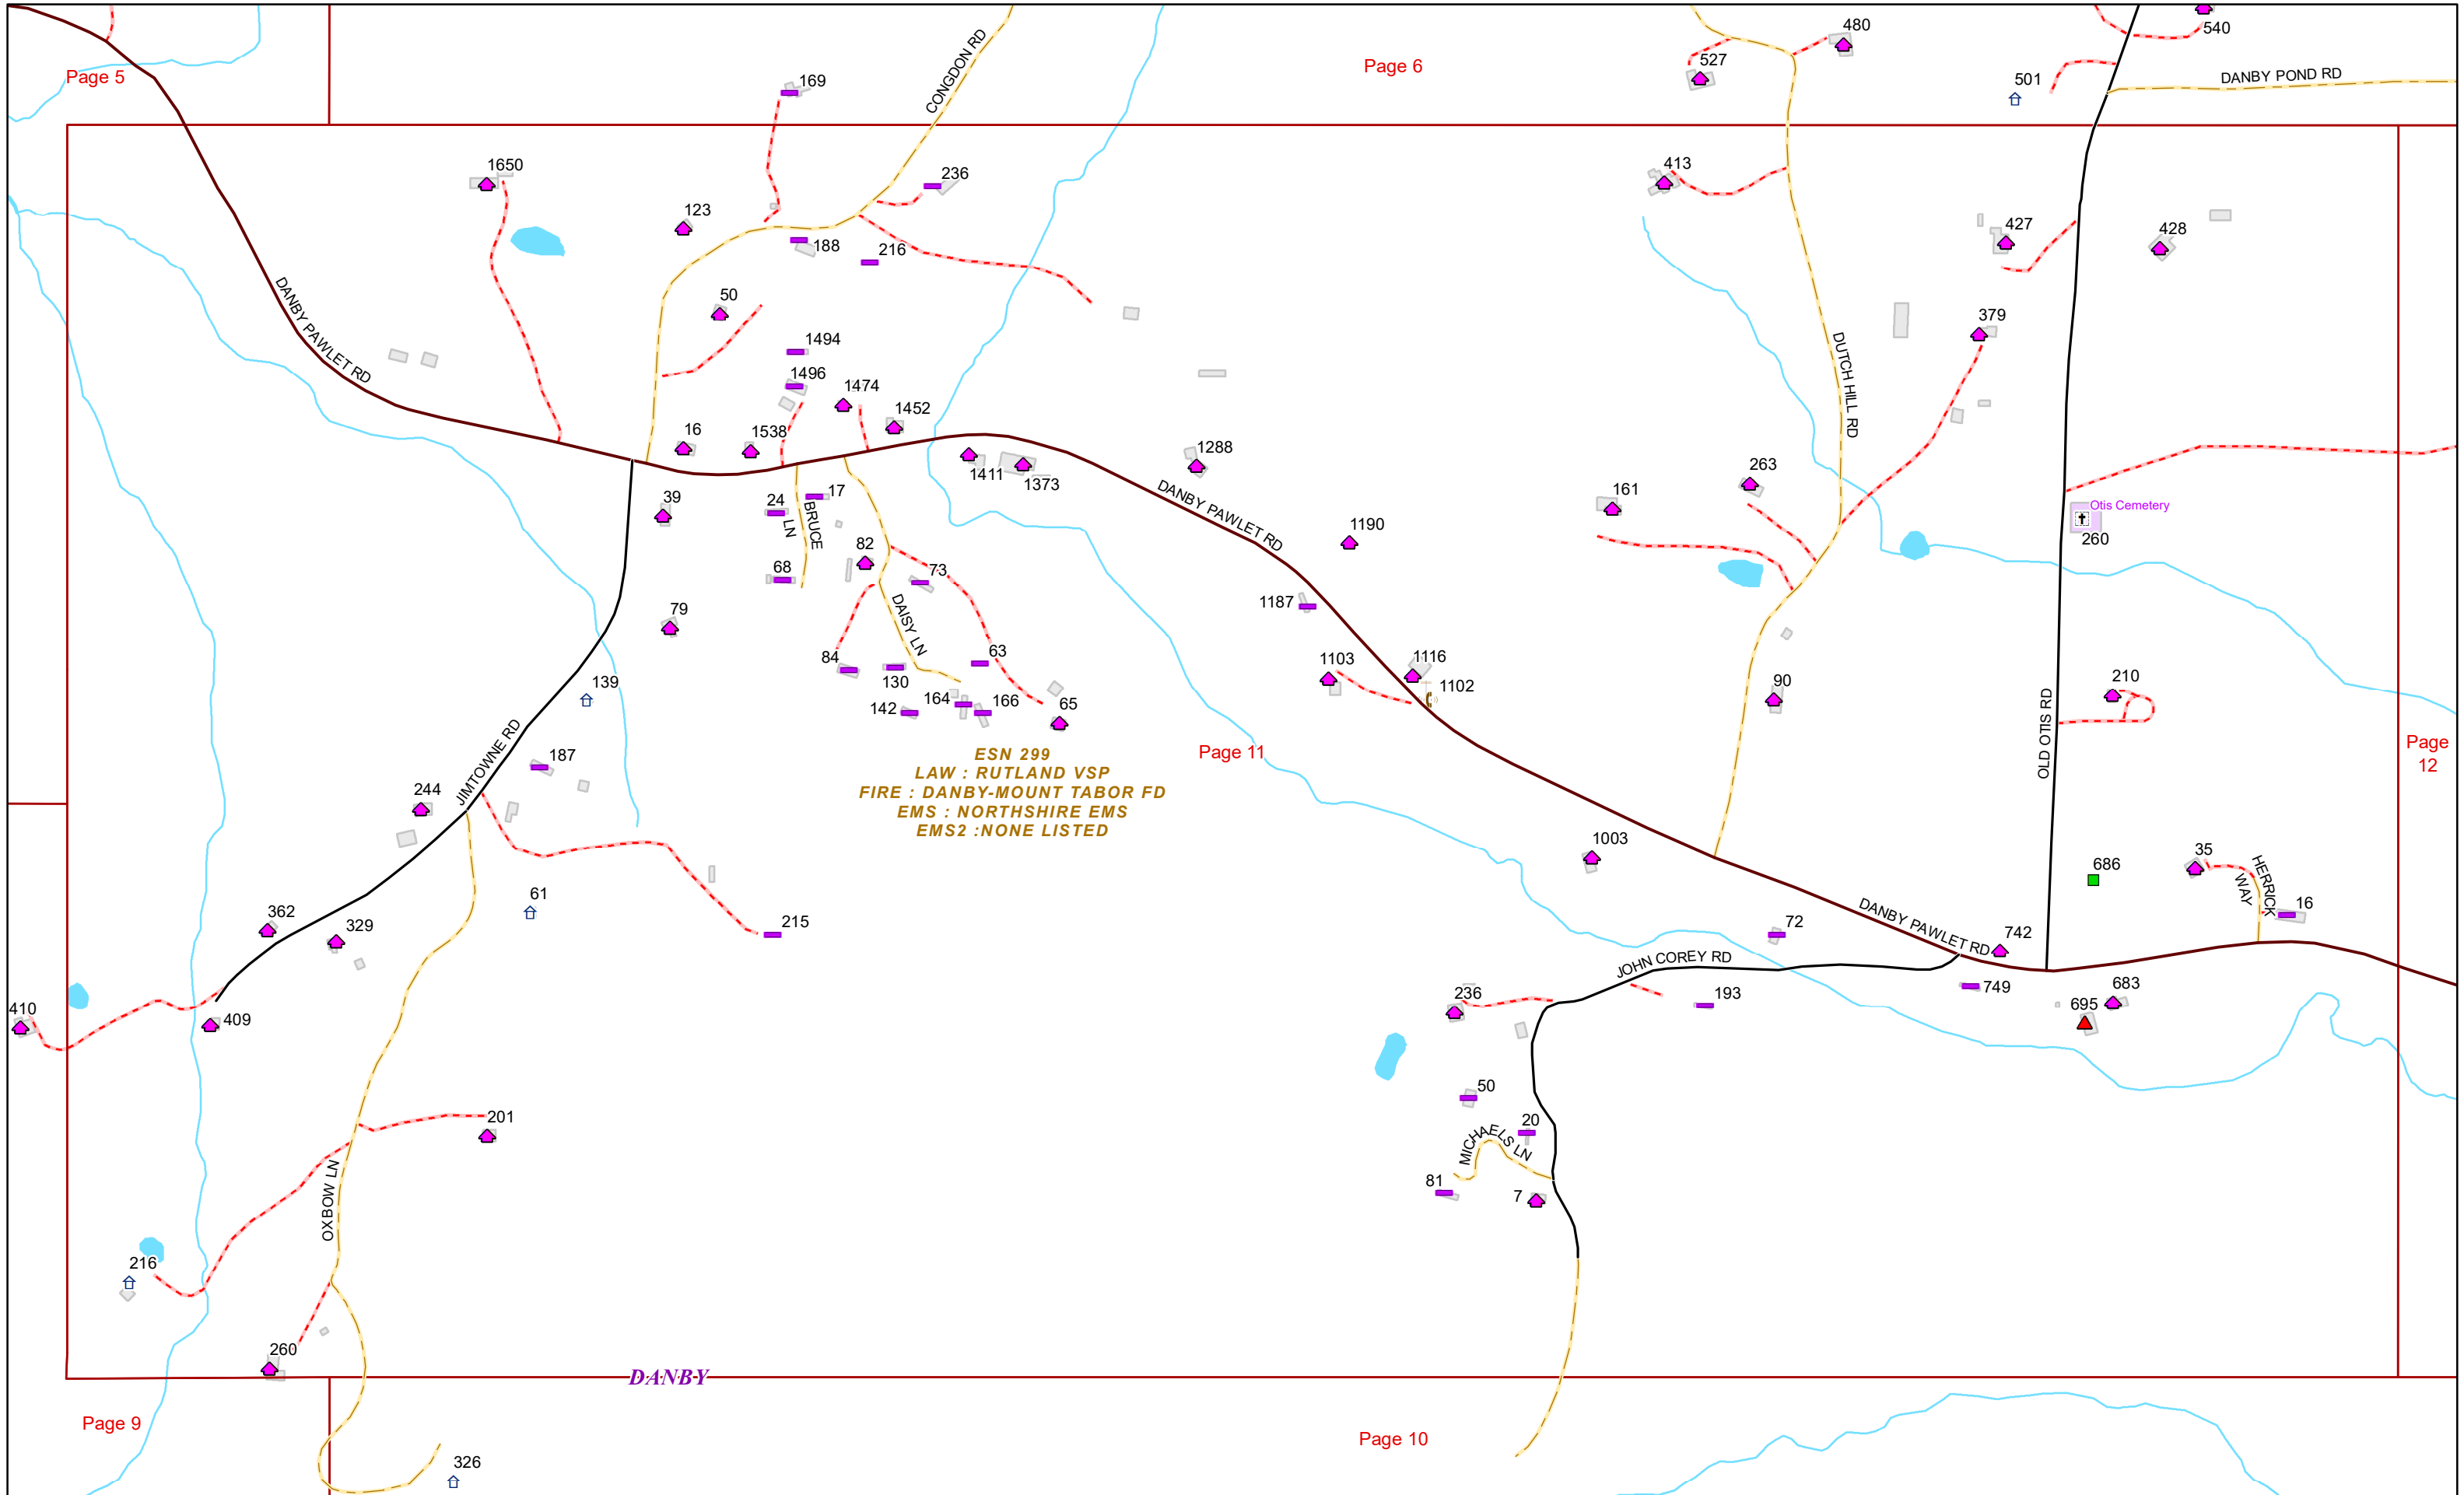 480
540
527
Page 6
Page 5
DANBY POND RD
501
169
CONGDON RD
1650
413
236
123
427
428
188
216
50
379
DANBY PAWLET RD
1494
DUTCH HILL RD
1496
1474
1452
16
1538
1288
1411
1373
263
161
DANBY PAWLET RD
17
24
39
BRUCE
LN
Otis Cemetery
260
1190
82
68
73
1187
79
DAISY LN
84
63
1103
1116
130
139
1102
90
210
164
166
142
65
OLD OTIS RD
JIMTOWNE RD
ESN 299
LAW : RUTLAND VSP
FIRE : DANBY-MOUNT TABOR FD
EMS : NORTHSHIRE EMS
EMS2 :NONE LISTED
Page 11
Page
12
187
244
1003
35
686
HERRICK
WAY
61
362
329
215
16
72
DANBY PAWLET RD
742
JOHN COREY RD
749
683
236
193
695
410
409
50
20
201
MICHAELS LN
81
7
OXBOW LN
216
260
DANBY
Page 9
Page 10
326